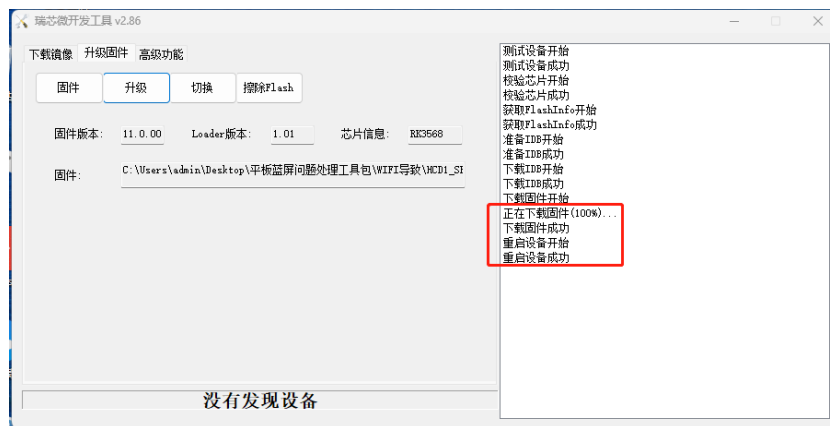 瑞芯微开发工具 v2.86
下载镜像 升级固件 高级功能
固件 升级 切换 擦除Flash
固件版本: 11.0.00 Loader版本: 1.01 芯片信息: RK3568
固件: C:\Users\admin\Desktop\平板蓝屏问题处理工具包\WIFI导致\HCD1_SI
没有发现设备
测试设备开始
测试设备成功
校验芯片开始
校验芯片成功
获取FlashInfo开始
获取FlashInfo成功
准备IDB开始
准备IDB成功
下载IDB开始
下载IDB成功
下载固件开始
正在下载固件(100%)...
下载固件成功
重启设备开始
重启设备成功